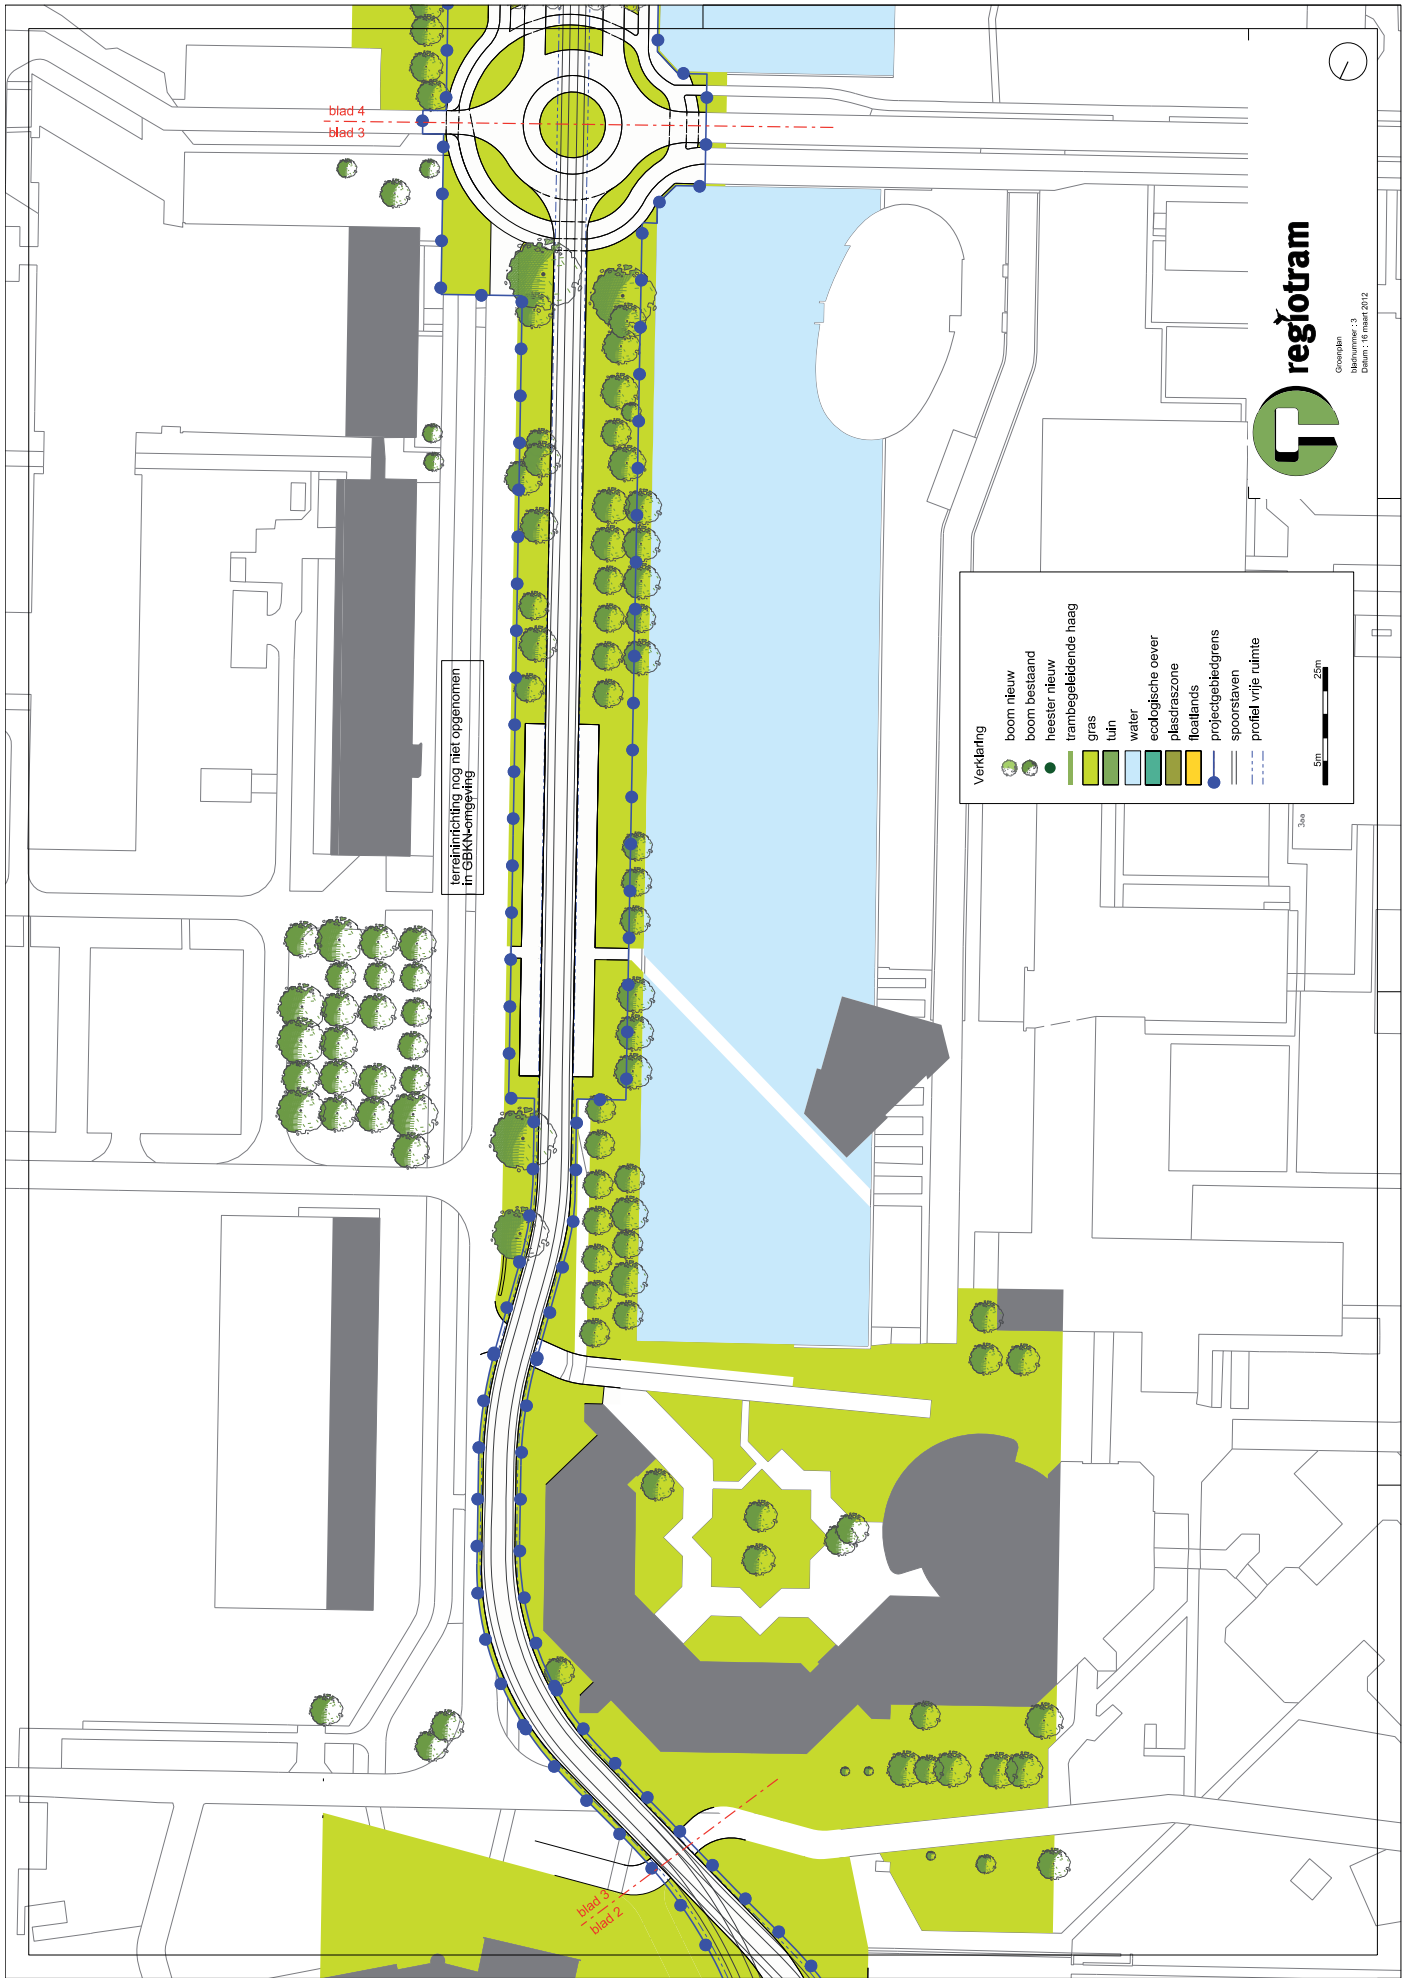 blad 4
blad 3
regiotram
Groenplan
bladnummer : 3
Datum : 16 maart 2012
terreininrichting nog niet opgenomen
in GBKN-omgeving
Verklaring
boom nieuw
boom bestaand
heester nieuw
trambegeleidende haag
gras
tuin
water
ecologische oever
plasdraszone
floatlands
projectgebiedgrens
spoorstaven
profiel vrije ruimte
5m
25m
3aa
blad 3
blad 2